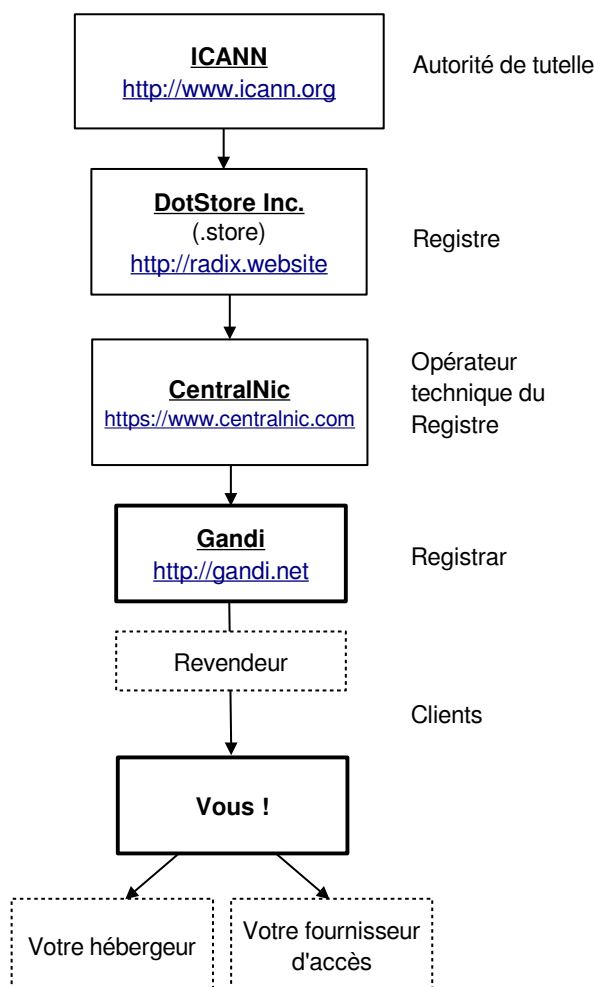 ICANN
http://www.icann.org
Autorité de tutelle
DotStore Inc.
(.store)
http://radix.website
Registre
CentralNic
https://www.centralnic.com
Opérateur
technique du
Registre
Gandi
http://gandi.net
Registrar
Revendeur
Clients
Vous !
Votre hébergeur
Votre fournisseur
d'accès